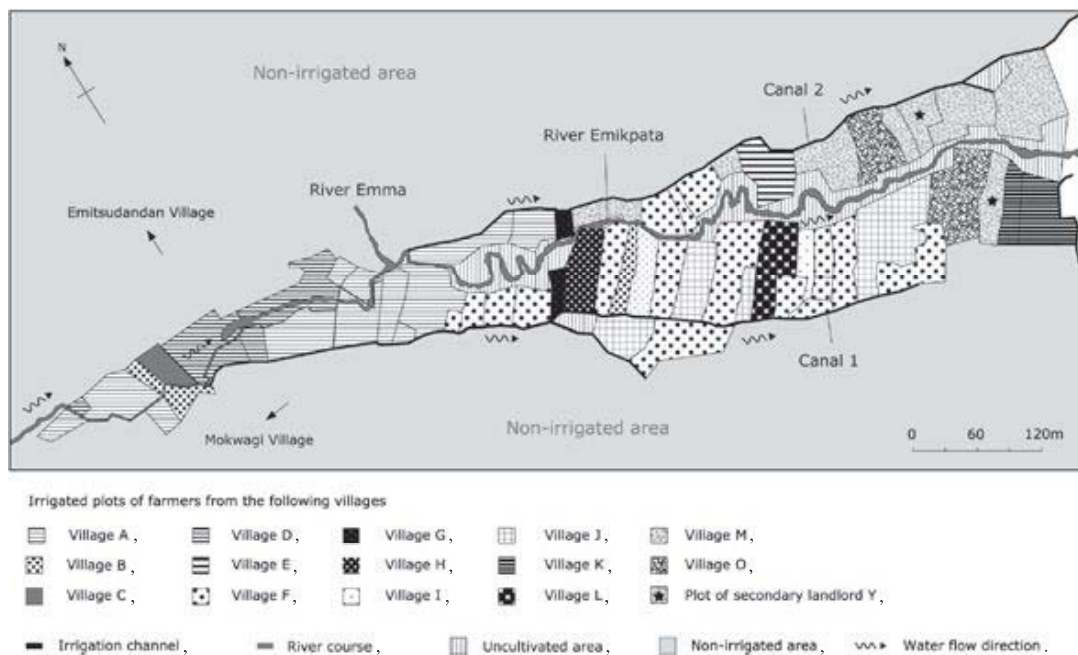 N
Non-irrigated area
Canal 2
River Emikpata
River Emma
Emitsudandan Village
Canal 1
Mokwagi Village
Non-irrigated area
0 60 120m
Irrigated plots of farmers from the following villages
Village A, Village D, Village G, Village J, Village M,
Village B, Village E, Village H, Village K, Village O,
Village C, Village F, Village I, Village L, Plot of secondary landlord Y,
Irrigation channel, River course, Uncultivated area, Non-irrigated area, Water flow direction.